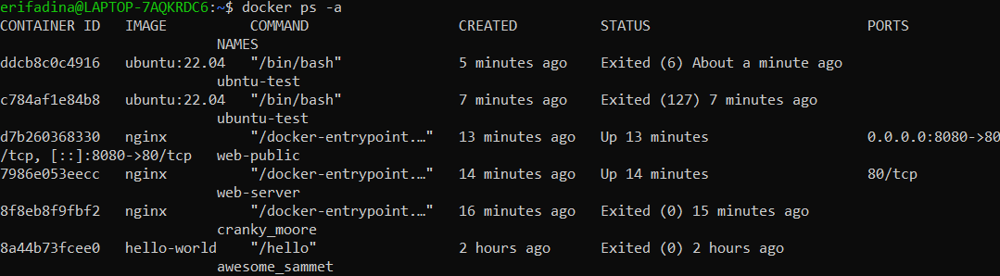 erifadina@LAPTOP-7AQKRDC6:~$ docker ps -a
CONTAINER ID   IMAGE          COMMAND                  CREATED          STATUS                          PORTS
                          NAMES
ddcb8c0c4916   ubuntu:22.04   "/bin/bash"              5 minutes ago    Exited (6) About a minute ago
                          ubntu-test
c784af1e84b8   ubuntu:22.04   "/bin/bash"              7 minutes ago    Exited (127) 7 minutes ago
                          ubuntu-test
d7b260368330   nginx          "/docker-entrypoint.…"   13 minutes ago   Up 13 minutes                   0.0.0.0:8080->80
/tcp, [::]:8080->80/tcp   web-public
7986e053eecc   nginx          "/docker-entrypoint.…"   14 minutes ago   Up 14 minutes                   80/tcp
                          web-server
8f8eb8f9fbf2   nginx          "/docker-entrypoint.…"   16 minutes ago   Exited (0) 15 minutes ago
                          cranky_moore
8a44b73fcee0   hello-world    "/hello"                 2 hours ago      Exited (0) 2 hours ago
                          awesome_sammet